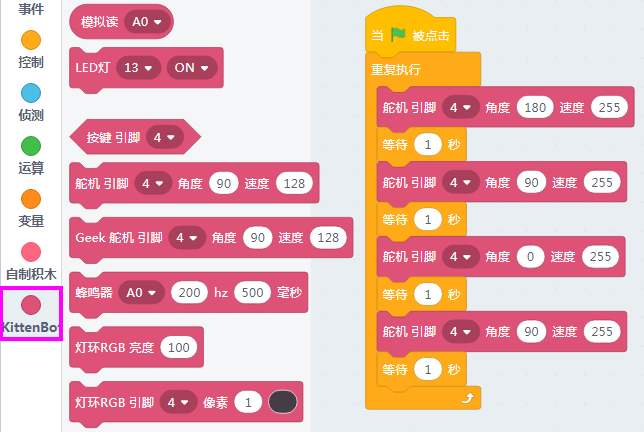 事件
控制
侦测
运算
变量
自制积木
KittenBot
模拟读 A0
LED灯 13 ON
按键 引脚 4
舵机 引脚 4 角度 90 速度 128
Geek 舵机 引脚 4 角度 90 速度 128
蜂鸣器 A0 200 hz 500 毫秒
灯环RGB 亮度 100
灯环RGB 引脚 4 像素 1
当 被点击
重复执行
舵机 引脚 4 角度 180 速度 255
等待 1 秒
舵机 引脚 4 角度 90 速度 255
等待 1 秒
舵机 引脚 4 角度 0 速度 255
等待 1 秒
舵机 引脚 4 角度 90 速度 255
等待 1 秒